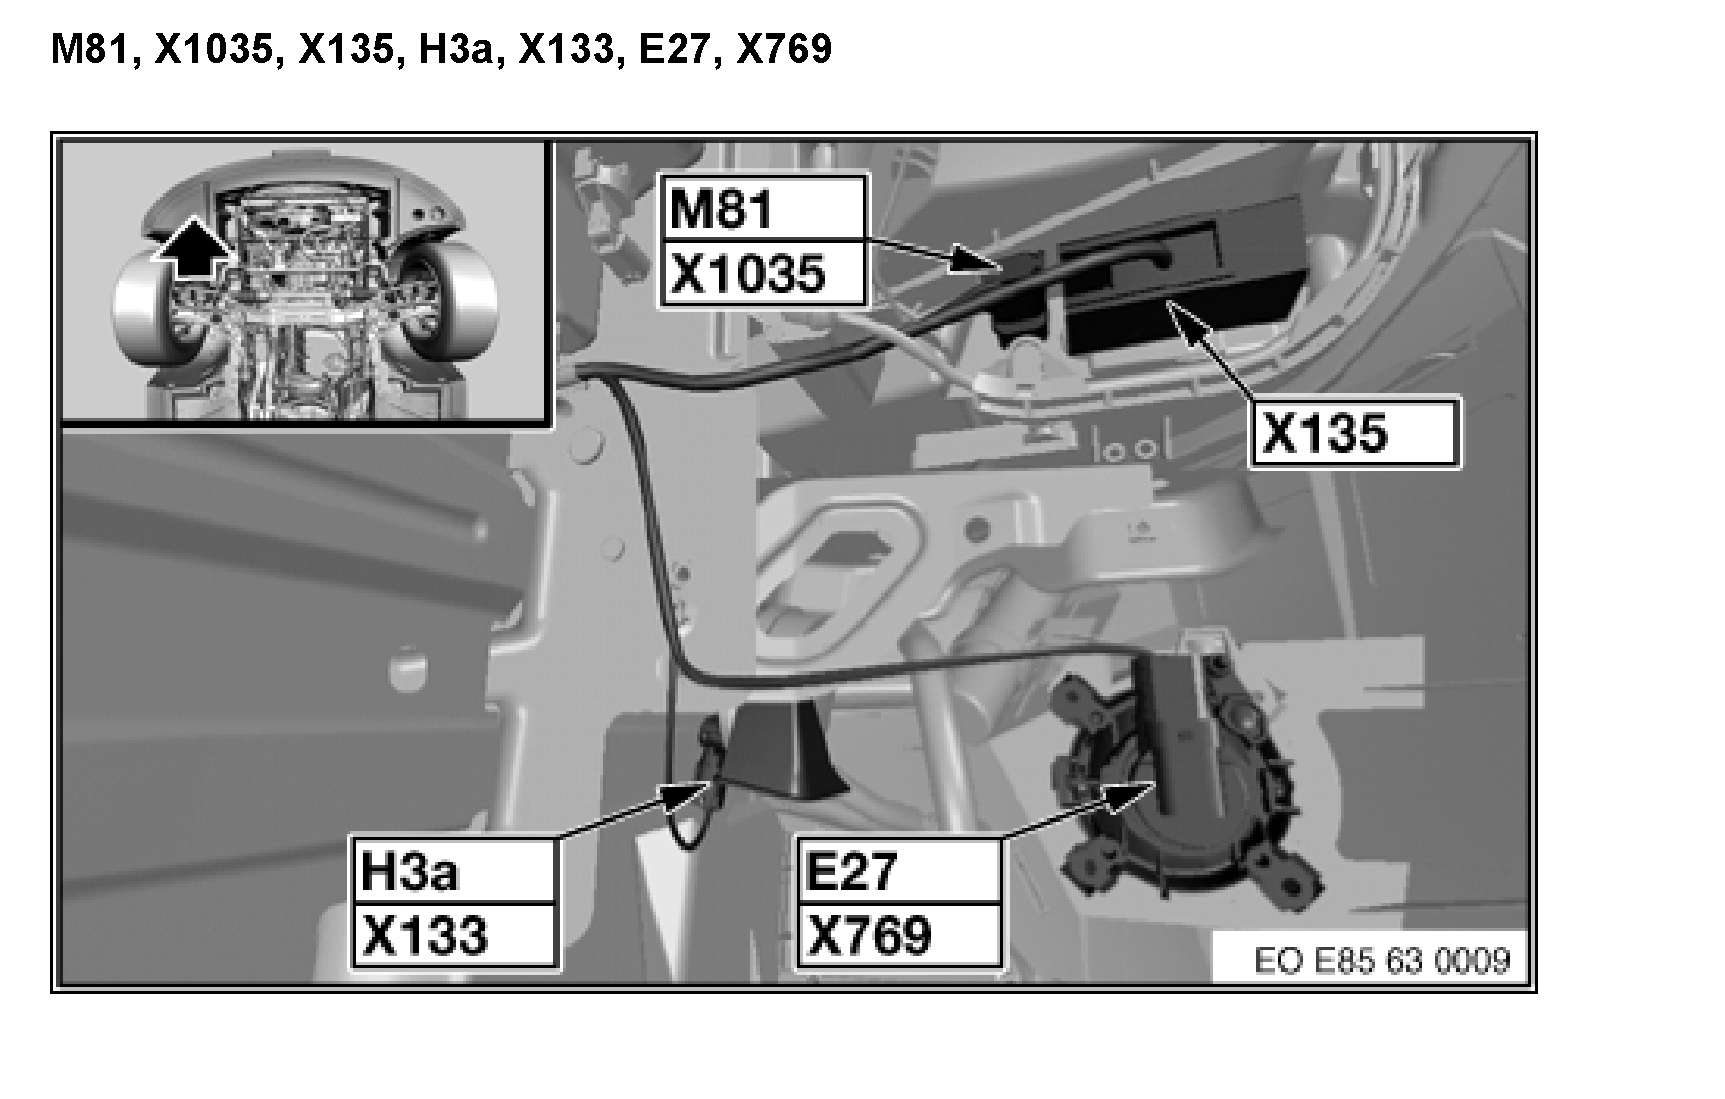 M81, X1035, X135, H3a, X133, E27, X769
M81
X1035
X135
H3a
X133
E27
X769
EO E85 63 0009